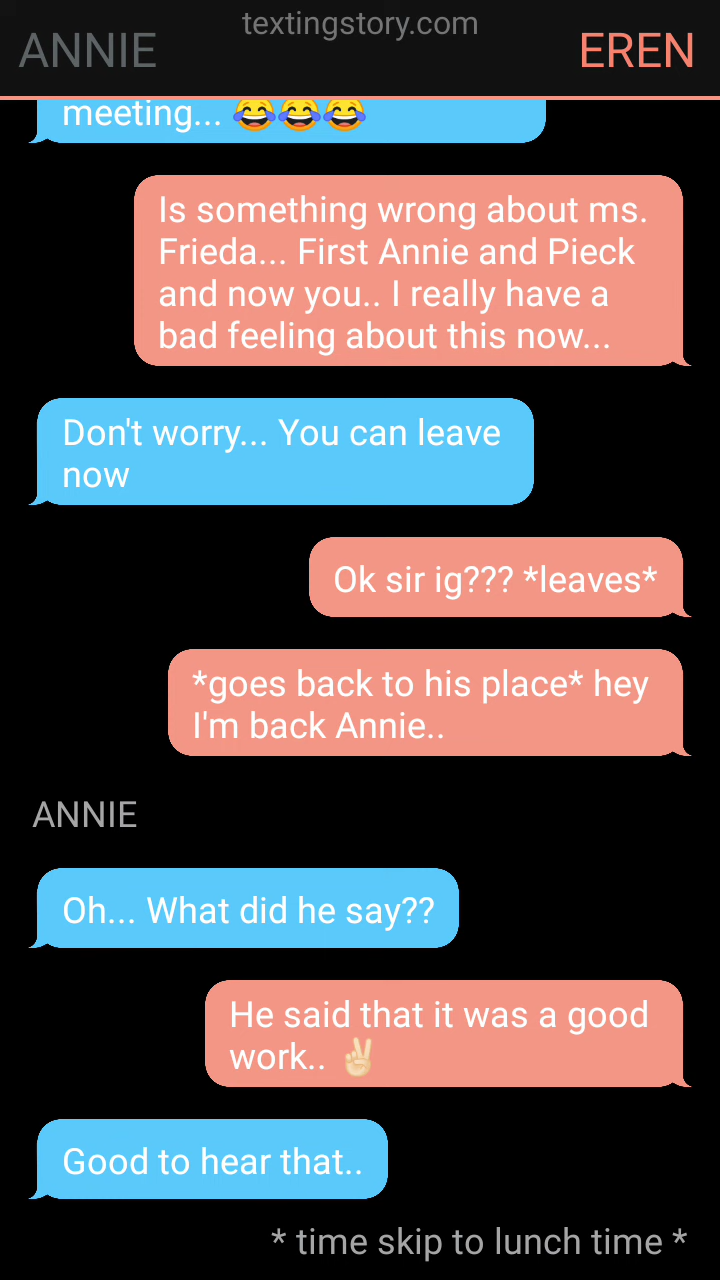 textingstory.com
ANNIE
EREN
meeting... 😂😂😂
Is something wrong about ms.
Frieda... First Annie and Pieck
and now you.. I really have a
bad feeling about this now...
Don't worry... You can leave
now
Ok sir ig??? *leaves*
*goes back to his place* hey
I'm back Annie..
ANNIE
Oh... What did he say??
He said that it was a good
work.. ✌🏻
Good to hear that..
* time skip to lunch time *